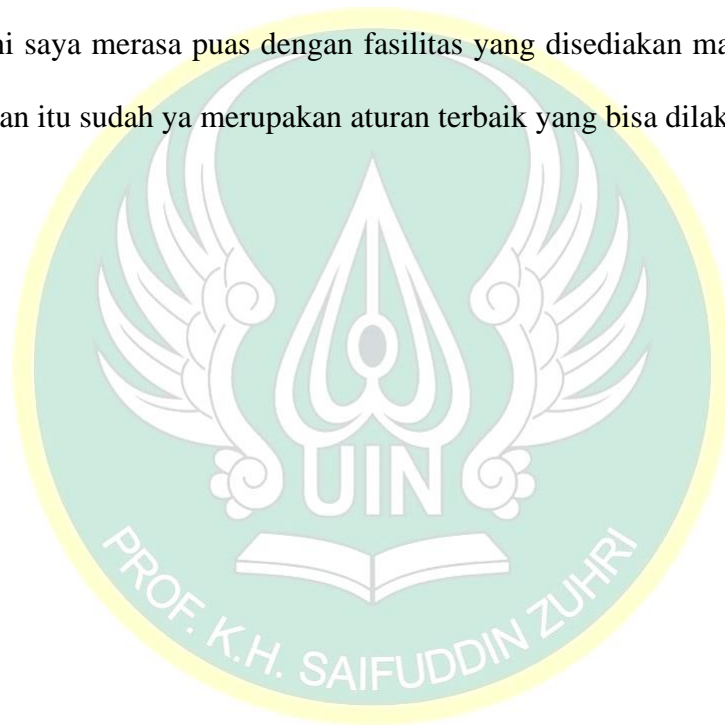 ni saya merasa puas dengan fasilitas yang disediakan ma
an itu sudah ya merupakan aturan terbaik yang bisa dilak
UIN
PROF. K.H. SAIFUDDIN ZUHRI